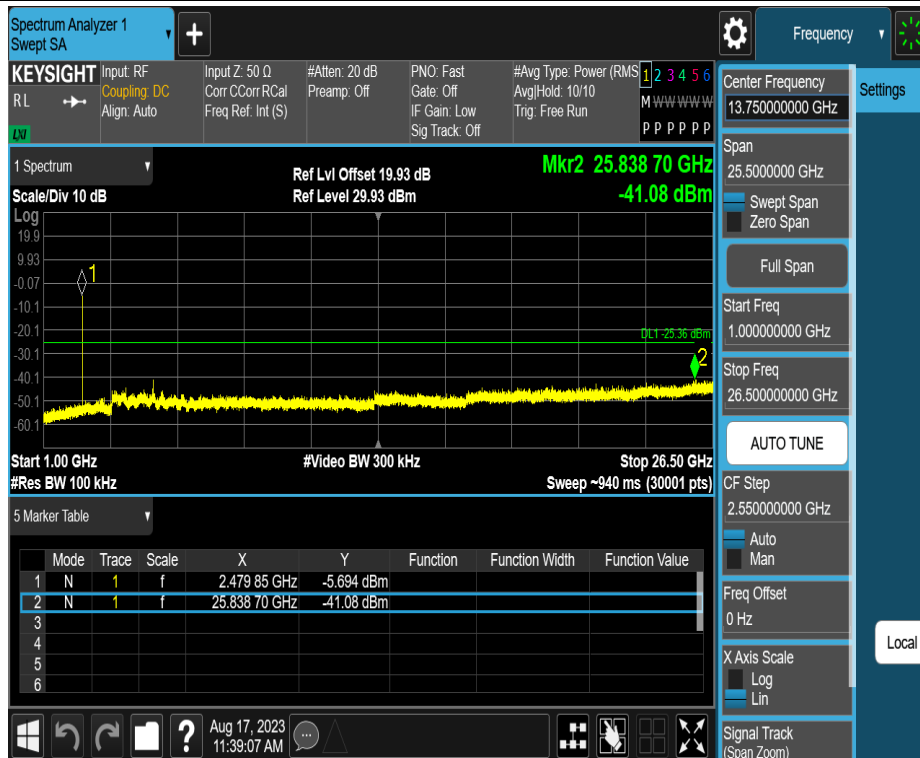 Spectrum Analyzer 1
Swept SA
+
Frequency
KEYSIGHT
RL
LXI
Input: RF
Coupling: DC
Align: Auto
Input Z: 50 Ω
Corr CCorr RCal
Freq Ref: Int (S)
#Atten: 20 dB
Preamp: Off
PNO: Fast
Gate: Off
IF Gain: Low
Sig Track: Off
#Avg Type: Power (RMS
Avg|Hold: 10/10
Trig: Free Run
1 2 3 4 5 6
M W W W W W
P P P P P P
1 Spectrum
Scale/Div 10 dB
Ref Lvl Offset 19.93 dB
Ref Level 29.93 dBm
Mkr2 25.838 70 GHz
-41.08 dBm
Log
19.9
9.93
-0.07
-10.1
-20.1
-30.1
-40.1
-50.1
-60.1
1
DL1 -25.36 dBm
2
Start 1.00 GHz
#Video BW 300 kHz
Stop 26.50 GHz
#Res BW 100 kHz
Sweep ~940 ms (30001 pts)
5 Marker Table
Mode Trace Scale X Y Function Function Width Function Value
1 N 1 f 2.479 85 GHz -5.694 dBm
2 N 1 f 25.838 70 GHz -41.08 dBm
3
4
5
6
?
Aug 17, 2023
11:39:07 AM
Center Frequency
13.750000000 GHz
Settings
Span
25.5000000 GHz
Swept Span
Zero Span
Full Span
Start Freq
1.000000000 GHz
Stop Freq
26.500000000 GHz
AUTO TUNE
CF Step
2.550000000 GHz
Auto
Man
Freq Offset
0 Hz
Local
X Axis Scale
Log
Lin
Signal Track
(Span Zoom)